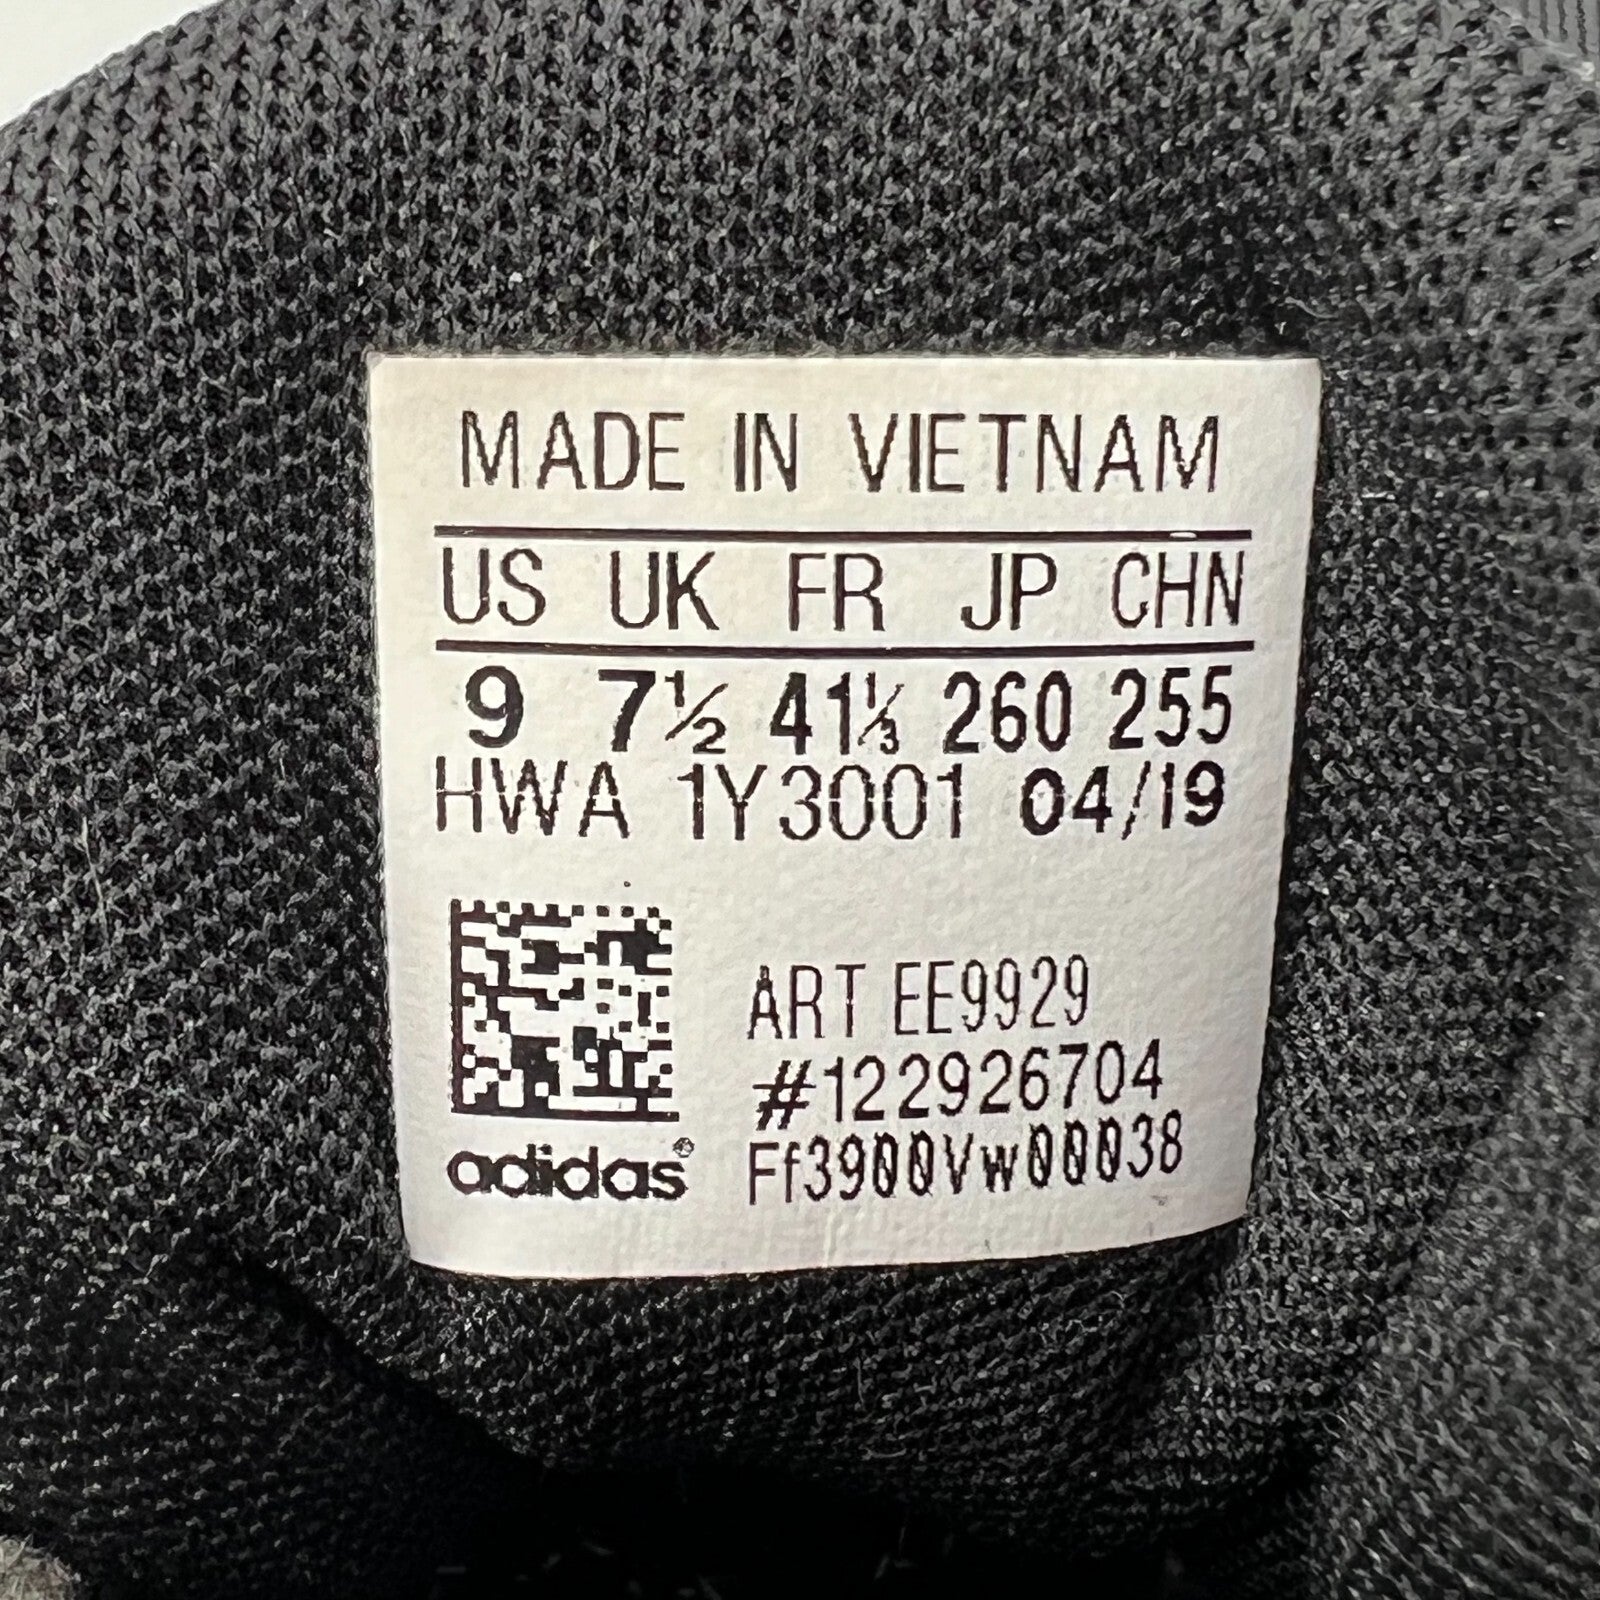 MADE IN VIETNAM
US UK FR JP CHN
9 7½ 41⅓ 260 255
HWA 1Y3001 04/19
ART EE9929
#122926704
Ff3900Vw00038
adidas®